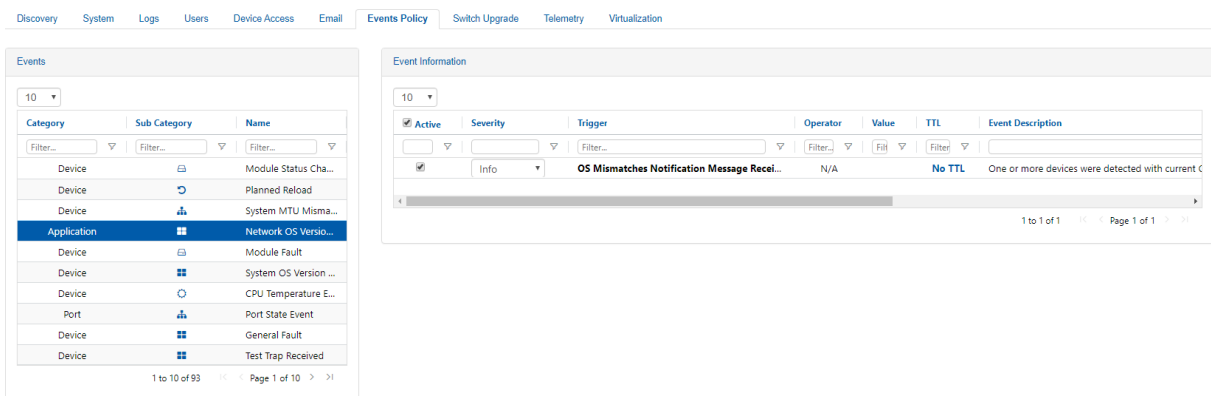 Discovery System Logs Users Device Access Email Events Policy Switch Upgrade Telemetry Virtualization
Events
10
Category Sub Category Name
Filter... Filter... Filter...
Device Module Status Cha...
Device Planned Reload
Device System MTU Misma...
Application Network OS Versio...
Device Module Fault
Device System OS Version ...
Device CPU Temperature E...
Port Port State Event
Device General Fault
Device Test Trap Received
1 to 10 of 93 Page 1 of 10
Event Information
10
Active Severity Trigger Operator Value TTL Event Description
Filter... Filter... Filt Filter
Info OS Mismatches Notification Message Recei... N/A No TTL One or more devices were detected with current
1 to 1 of 1 Page 1 of 1